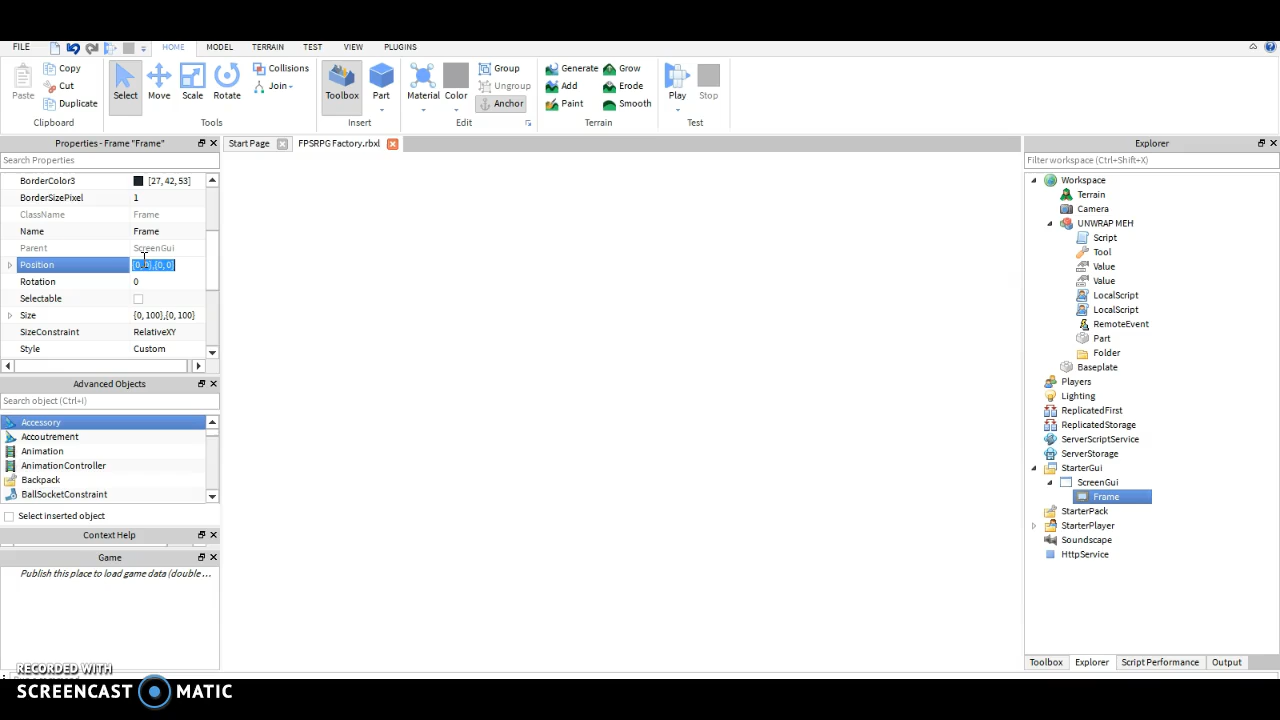 FILE HOME MODEL TERRAIN TEST VIEW PLUGINS
Paste Copy Cut Duplicate Clipboard
Select Move Scale Rotate Collisions Join Tools
Toolbox Part Insert
Material Color Group Ungroup Anchor Edit
Generate Grow Add Erode Paint Smooth Terrain
Play Stop Test
Properties - Frame "Frame"
Search Properties
BorderColor3 [27, 42, 53]
BorderSizePixel 1
ClassName Frame
Name Frame
Parent ScreenGui
Position {0, 0},{0, 0}
Rotation 0
Selectable
Size {0, 100},{0, 100}
SizeConstraint RelativeXY
Style Custom
Advanced Objects
Search object (Ctrl+I)
Accessory
Accoutrement
Animation
AnimationController
Backpack
BallSocketConstraint
Select inserted object
Context Help
Game
Publish this place to load game data (double ...
RECORDED WITH
SCREENCAST MATIC
Start Page FPSRPG Factory.rbxl
Explorer
Filter workspace (Ctrl+Shift+X)
Workspace
Terrain
Camera
UNWRAP MEH
Script
Tool
Value
Value
LocalScript
LocalScript
RemoteEvent
Part
Folder
Baseplate
Players
Lighting
ReplicatedFirst
ReplicatedStorage
ServerScriptService
ServerStorage
StarterGui
ScreenGui
Frame
StarterPack
StarterPlayer
Soundscape
HttpService
Toolbox Explorer Script Performance Output